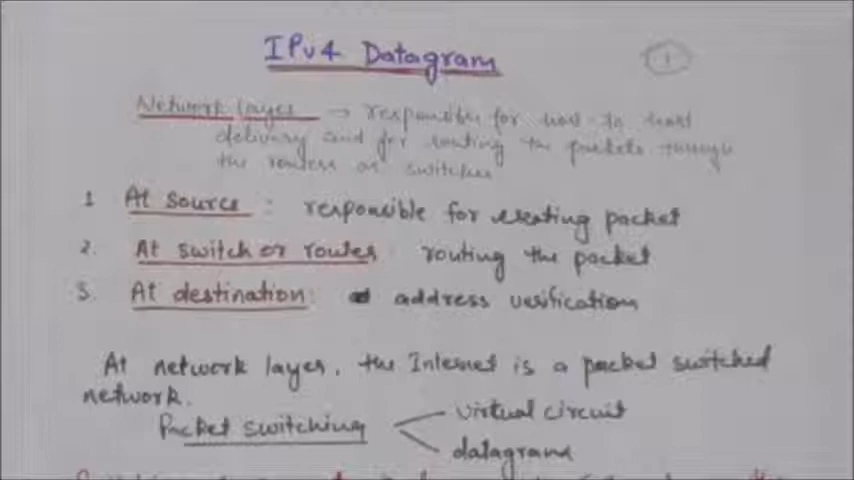 IPv4 Datagram
1
Network layer → responsible for host to host
delivery and for routing the packets through
the routers or switches
1 At source : responsible for creating packet
2. At switch or router routing the packet
3. At destination: address verification
At network layer, the Internet is a packet switched
network.
Packet switching
virtual circuit
datagram